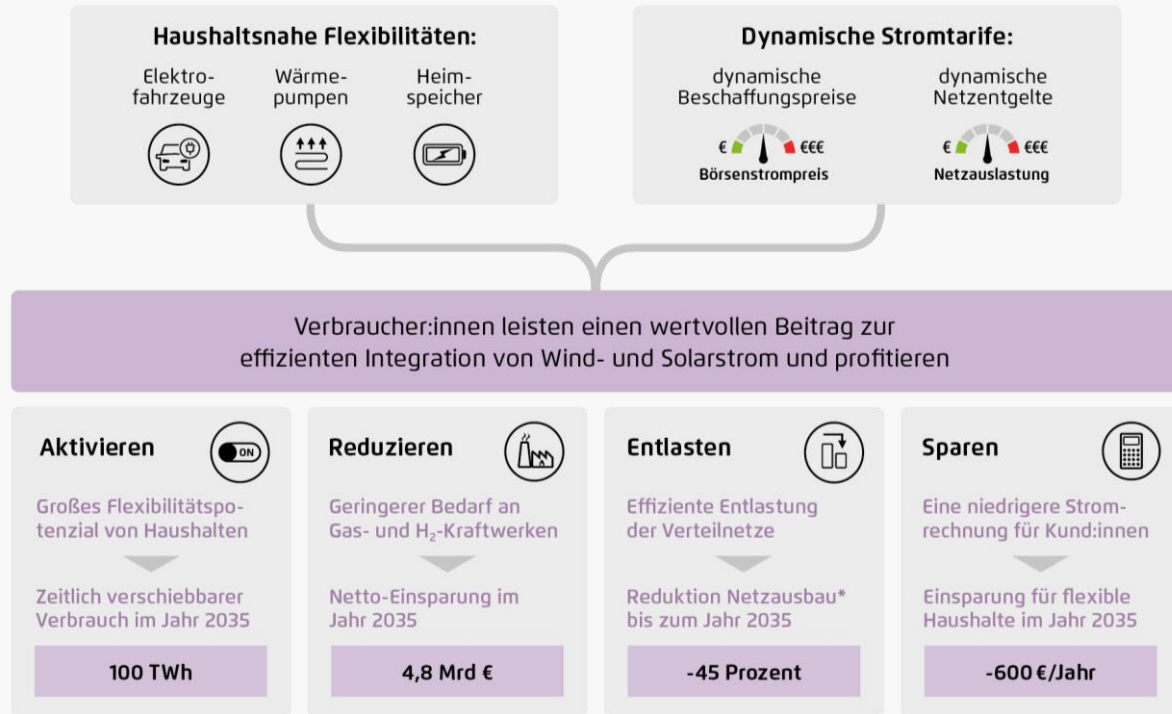 Haushaltsnahe Flexibilitäten:
Elektro-
fahrzeuge
Wärme-
pumpen
Heim-
speicher
Dynamische Stromtarife:
dynamische
Beschaffungspreise
€ €€€
Börsenstrompreis
dynamische
Netzentgelte
€ €€€
Netzauslastung
Verbraucher:innen leisten einen wertvollen Beitrag zur
effizienten Integration von Wind- und Solarstrom und profitieren
Aktivieren
ON
Großes Flexibilitätspo-
tenzial von Haushalten
Zeitlich verschiebbarer
Verbrauch im Jahr 2035
100 TWh
Reduzieren
Geringerer Bedarf an
Gas- und H₂-Kraftwerken
Netto-Einsparung im
Jahr 2035
4,8 Mrd €
Entlasten
Effiziente Entlastung
der Verteilnetze
Reduktion Netzausbau*
bis zum Jahr 2035
-45 Prozent
Sparen
Eine niedrigere Strom-
rechnung für Kund:innen
Einsparung für flexible
Haushalte im Jahr 2035
-600 €/Jahr